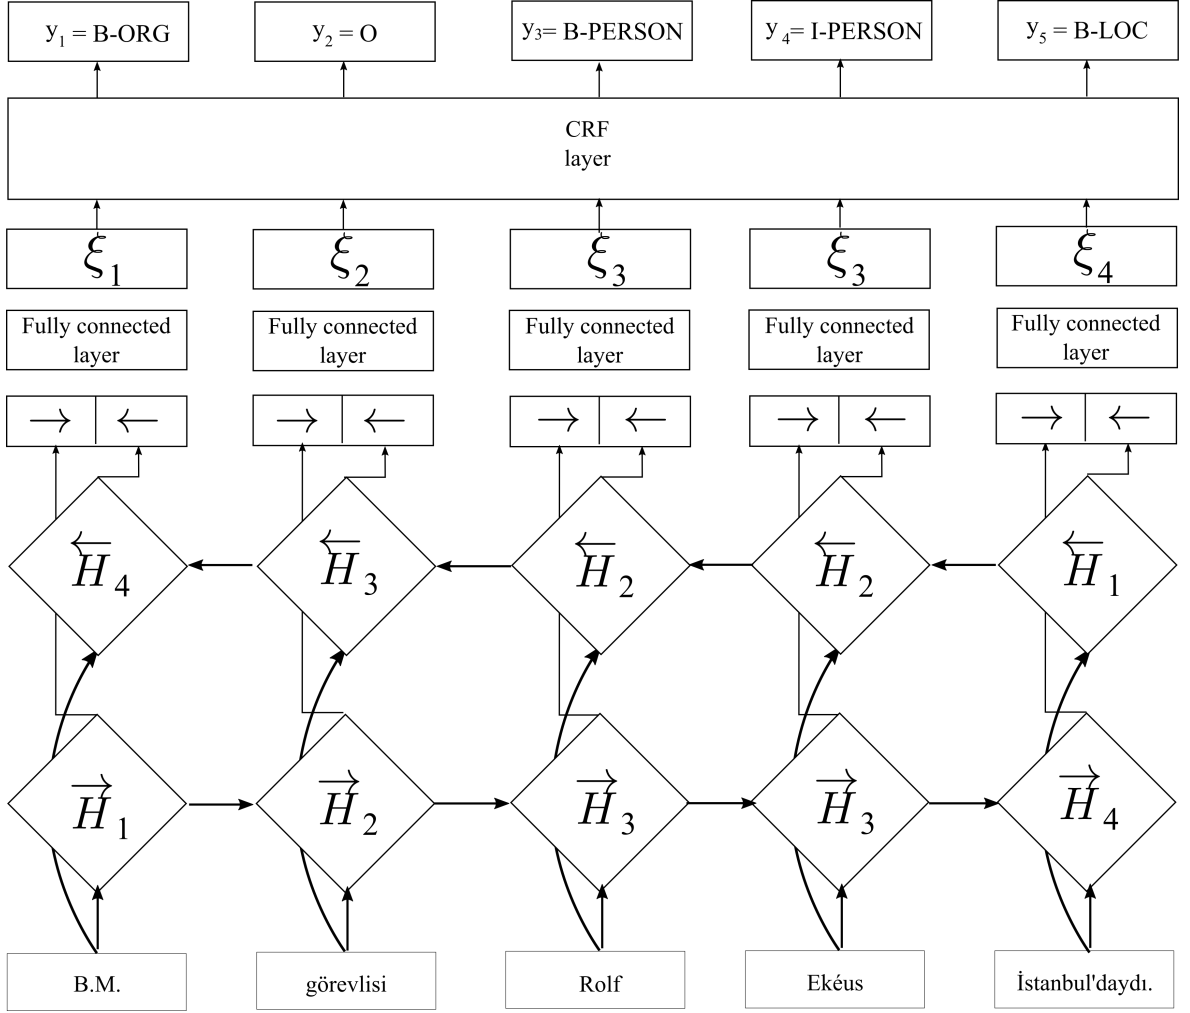 y1 = B-ORG
y2 = O
y3= B-PERSON
y4= I-PERSON
y5 = B-LOC
CRF
layer
ξ1
ξ2
ξ3
ξ3
ξ4
Fully connected
layer
Fully connected
layer
Fully connected
layer
Fully connected
layer
Fully connected
layer
→ ←
→ ←
→ ←
→ ←
→ ←
←H4
←H3
←H2
←H2
←H1
→H1
→H2
→H3
→H3
→H4
B.M.
görevlisi
Rolf
Ekéus
İstanbul'daydı.